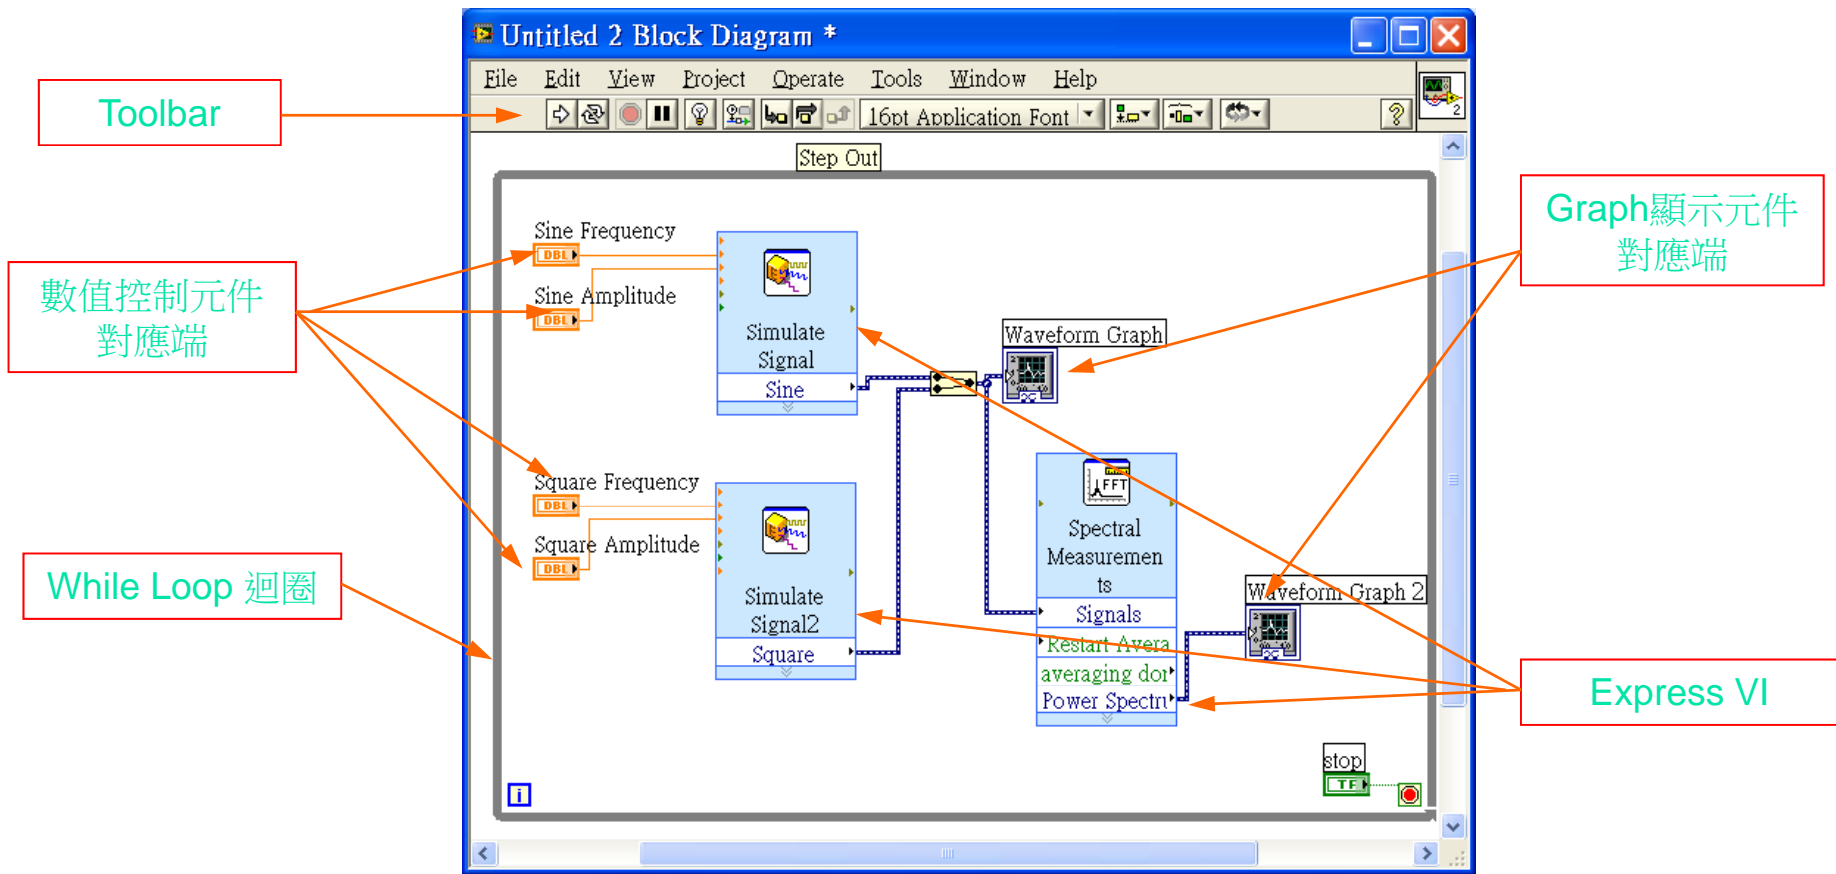 Untitled 2 Block Diagram *
File Edit View Project Operate Tools Window Help
Toolbar
16pt Application Font
2
Step Out
Graph顯示元件
對應端
數值控制元件
對應端
Sine Frequency
DBL
Sine Amplitude
DBL
Simulate
Signal
Sine
Waveform Graph
Square Frequency
DBL
Square Amplitude
DBL
Simulate
Signal2
Square
FFT
Spectral
Measuremen
ts
Signals
Restart Avera
averaging dor
Power Spectru
Waveform Graph 2
While Loop 迴圈
Express VI
stop
TF
i